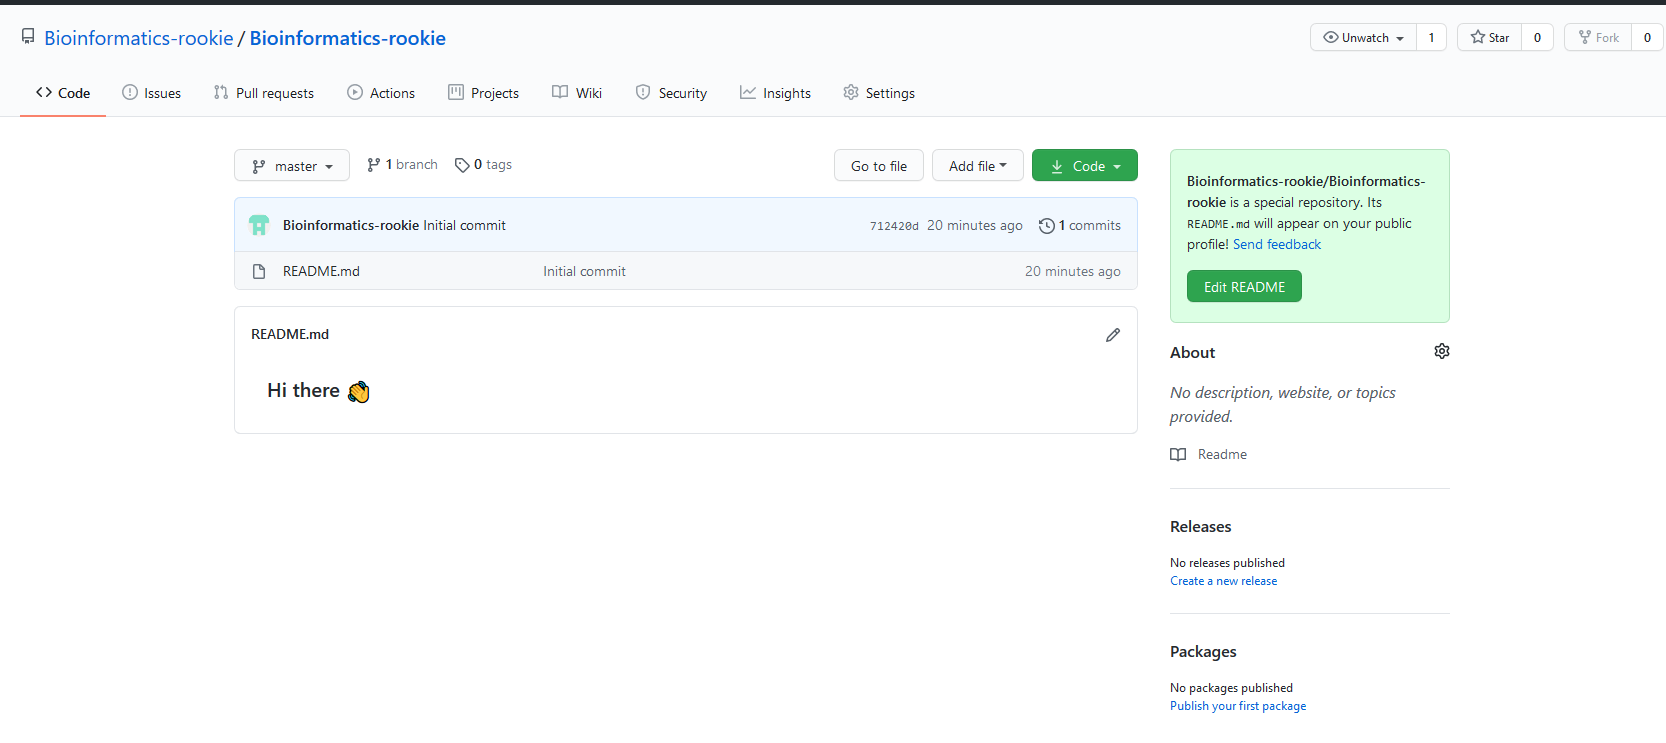 Bioinformatics-rookie / Bioinformatics-rookie
Unwatch 1 Star 0 Fork 0
Code Issues Pull requests Actions Projects Wiki Security Insights Settings
master 1 branch 0 tags
Go to file Add file Code
Bioinformatics-rookie Initial commit 712420d 20 minutes ago 1 commits
README.md Initial commit 20 minutes ago
README.md
Hi there 👋
Bioinformatics-rookie/Bioinformatics-
rookie is a special repository. Its
README.md will appear on your public
profile! Send feedback
Edit README
About
No description, website, or topics
provided.
Readme
Releases
No releases published
Create a new release
Packages
No packages published
Publish your first package